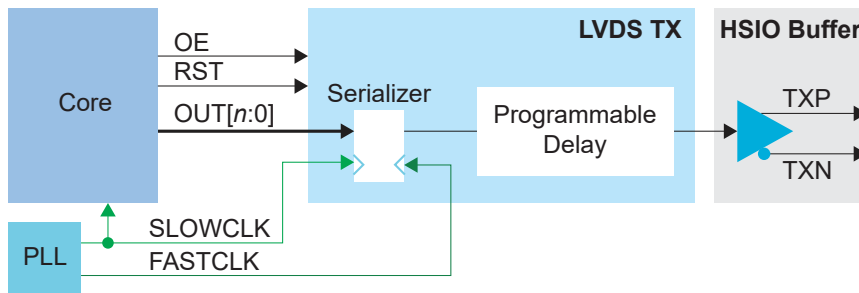 LVDS TX
HSIO Buffer
OE
RST
Core
OUT[n:0]
Serializer
Programmable
Delay
TXP
TXN
PLL
SLOWCLK
FASTCLK